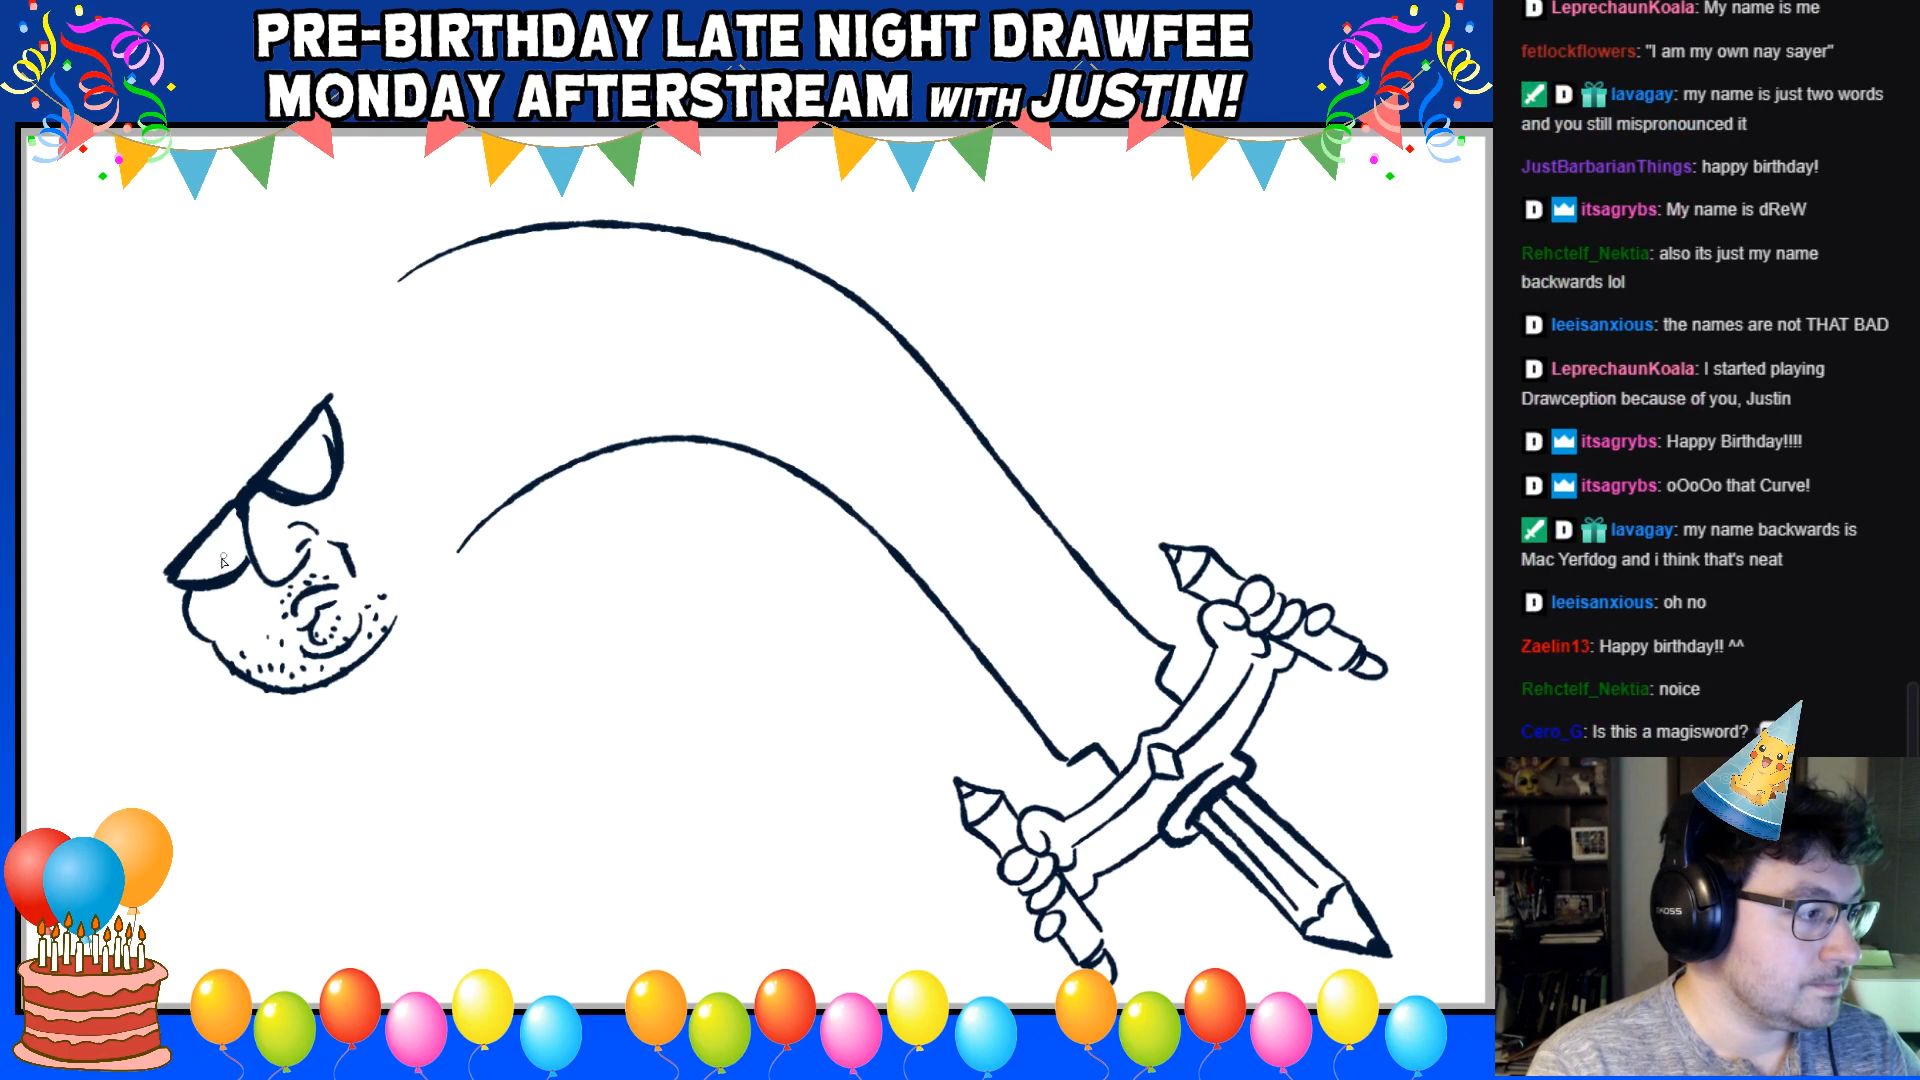 PRE-BIRTHDAY LATE NIGHT DRAWFEE
MONDAY AFTERSTREAM WITH JUSTIN!
LeprechaunKoala: My name is me
fetlockflowers: "I am my own nay sayer"
lavagay: my name is just two words
and you still mispronounced it
JustBarbarianThings: happy birthday!
itsagrybs: My name is dReW
Rehctelf_Nektia: also its just my name
backwards lol
leeisanxious: the names are not THAT BAD
LeprechaunKoala: I started playing
Drawception because of you, Justin
itsagrybs: Happy Birthday!!!!
itsagrybs: oOoOo that Curve!
lavagay: my name backwards is
Mac Yerfdog and i think that's neat
leeisanxious: oh no
Zaelin13: Happy birthday!! ^^
Rehctelf_Nektia: noice
Cero_G: Is this a magisword?
KOSS